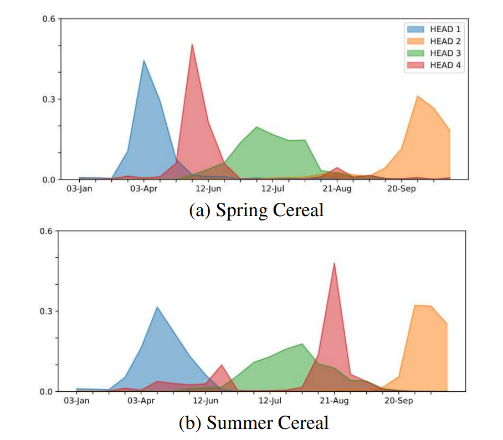 0.6
HEAD 1
HEAD 2
HEAD 3
HEAD 4
0.3
0.0
03-Jan 03-Apr 12-Jun 12-Jul 21-Aug 20-Sep
(a) Spring Cereal
0.6
0.3
0.0
03-Jan 03-Apr 12-Jun 12-Jul 21-Aug 20-Sep
(b) Summer Cereal